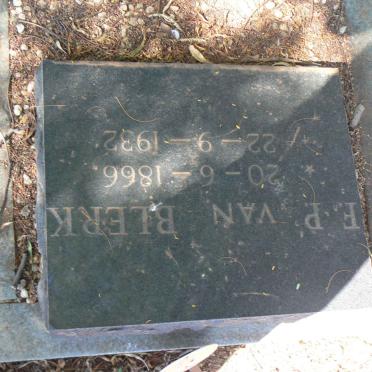 F. P. VAN BLERK
☆ 20 – 6 – 1866.
† 22 – 9 – 1932.